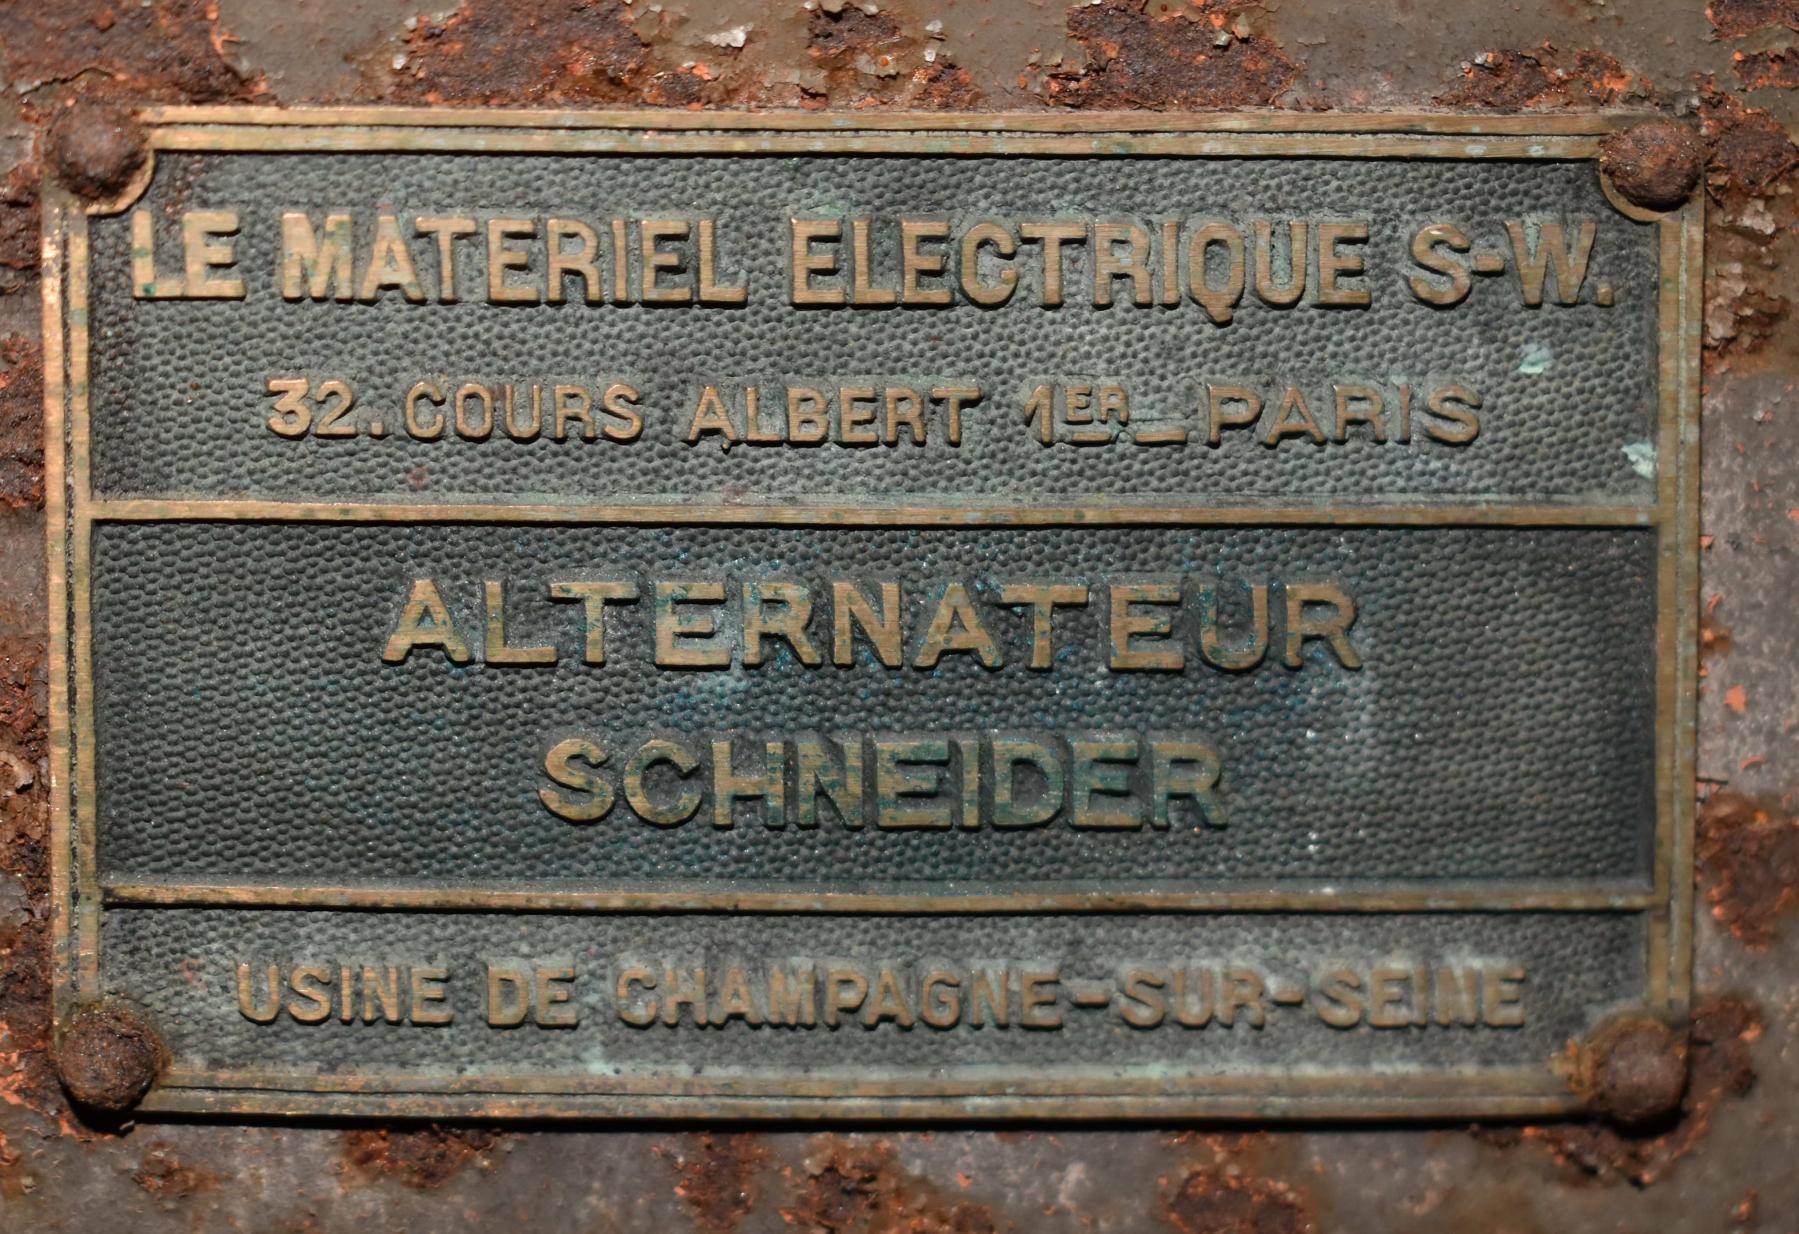 LE MATERIEL ELECTRIQUE S-W.
32. COURS ALBERT 1ER_PARIS
ALTERNATEUR
SCHNEIDER
USINE DE CHAMPAGNE-SUR-SEINE